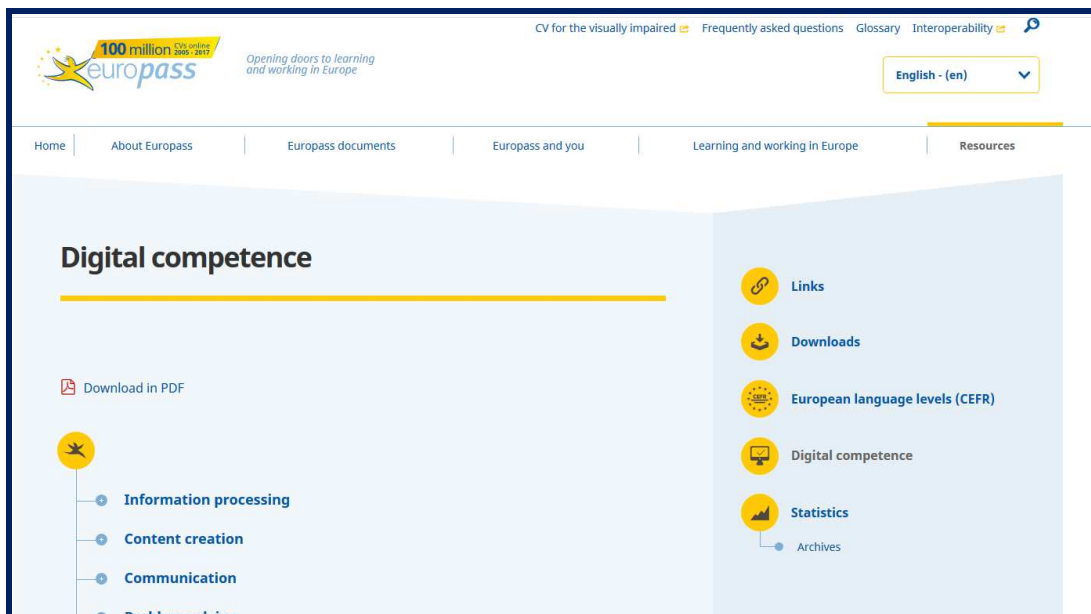 CV for the visually impaired Frequently asked questions Glossary Interoperability
100 million CVs online 2005 - 2017
europass
Opening doors to learning
and working in Europe
English - (en)
Home About Europass Europass documents Europass and you Learning and working in Europe Resources
Digital competence
Download in PDF
Information processing
Content creation
Communication
Links
Downloads
CEFR
European language levels (CEFR)
Digital competence
Statistics
Archives